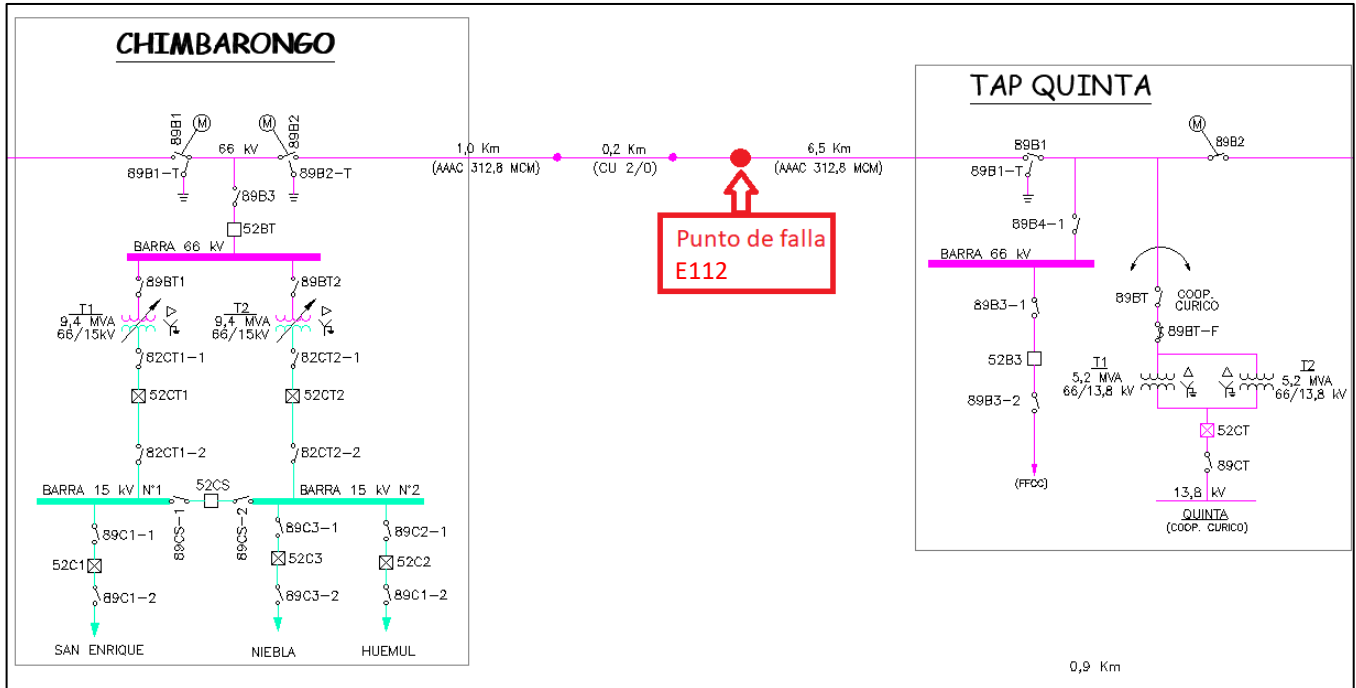 CHIMBARONGO
89B1
M
M
89B2
66 kV
89B1-T
89B2-T
89B3
52BT
BARRA 66 kV
89BT1
89BT2
T1
9,4 MVA
66/15kV
T2
9,4 MVA
66/15kV
82CT1-1
82CT2-1
52CT1
52CT2
82CT1-2
82CT2-2
BARRA 15 kV N°1
52CS
BARRA 15 kV N°2
89CS-1
89CS-2
89C1-1
89C3-1
89C2-1
52C1
52C3
52C2
89C1-2
89C3-2
89C1-2
SAN ENRIQUE
NIEBLA
HUEMUL
1,0 Km
(AAAC 312,8 MCM)
0,2 Km
(CU 2/0)
6,5 Km
(AAAC 312,8 MCM)
Punto de falla
E112
TAP QUINTA
M
89B1
89B2
89B1-T
89B4-1
BARRA 66 kV
89B3-1
52B3
89B3-2
(FFCC)
89BT
COOP.
CURICO
89BT-F
T1
5,2 MVA
66/13,8 kV
T2
5,2 MVA
66/13,8 kV
52CT
89CT
13,8 kV
QUINTA
(COOP. CURICO)
0,9 Km